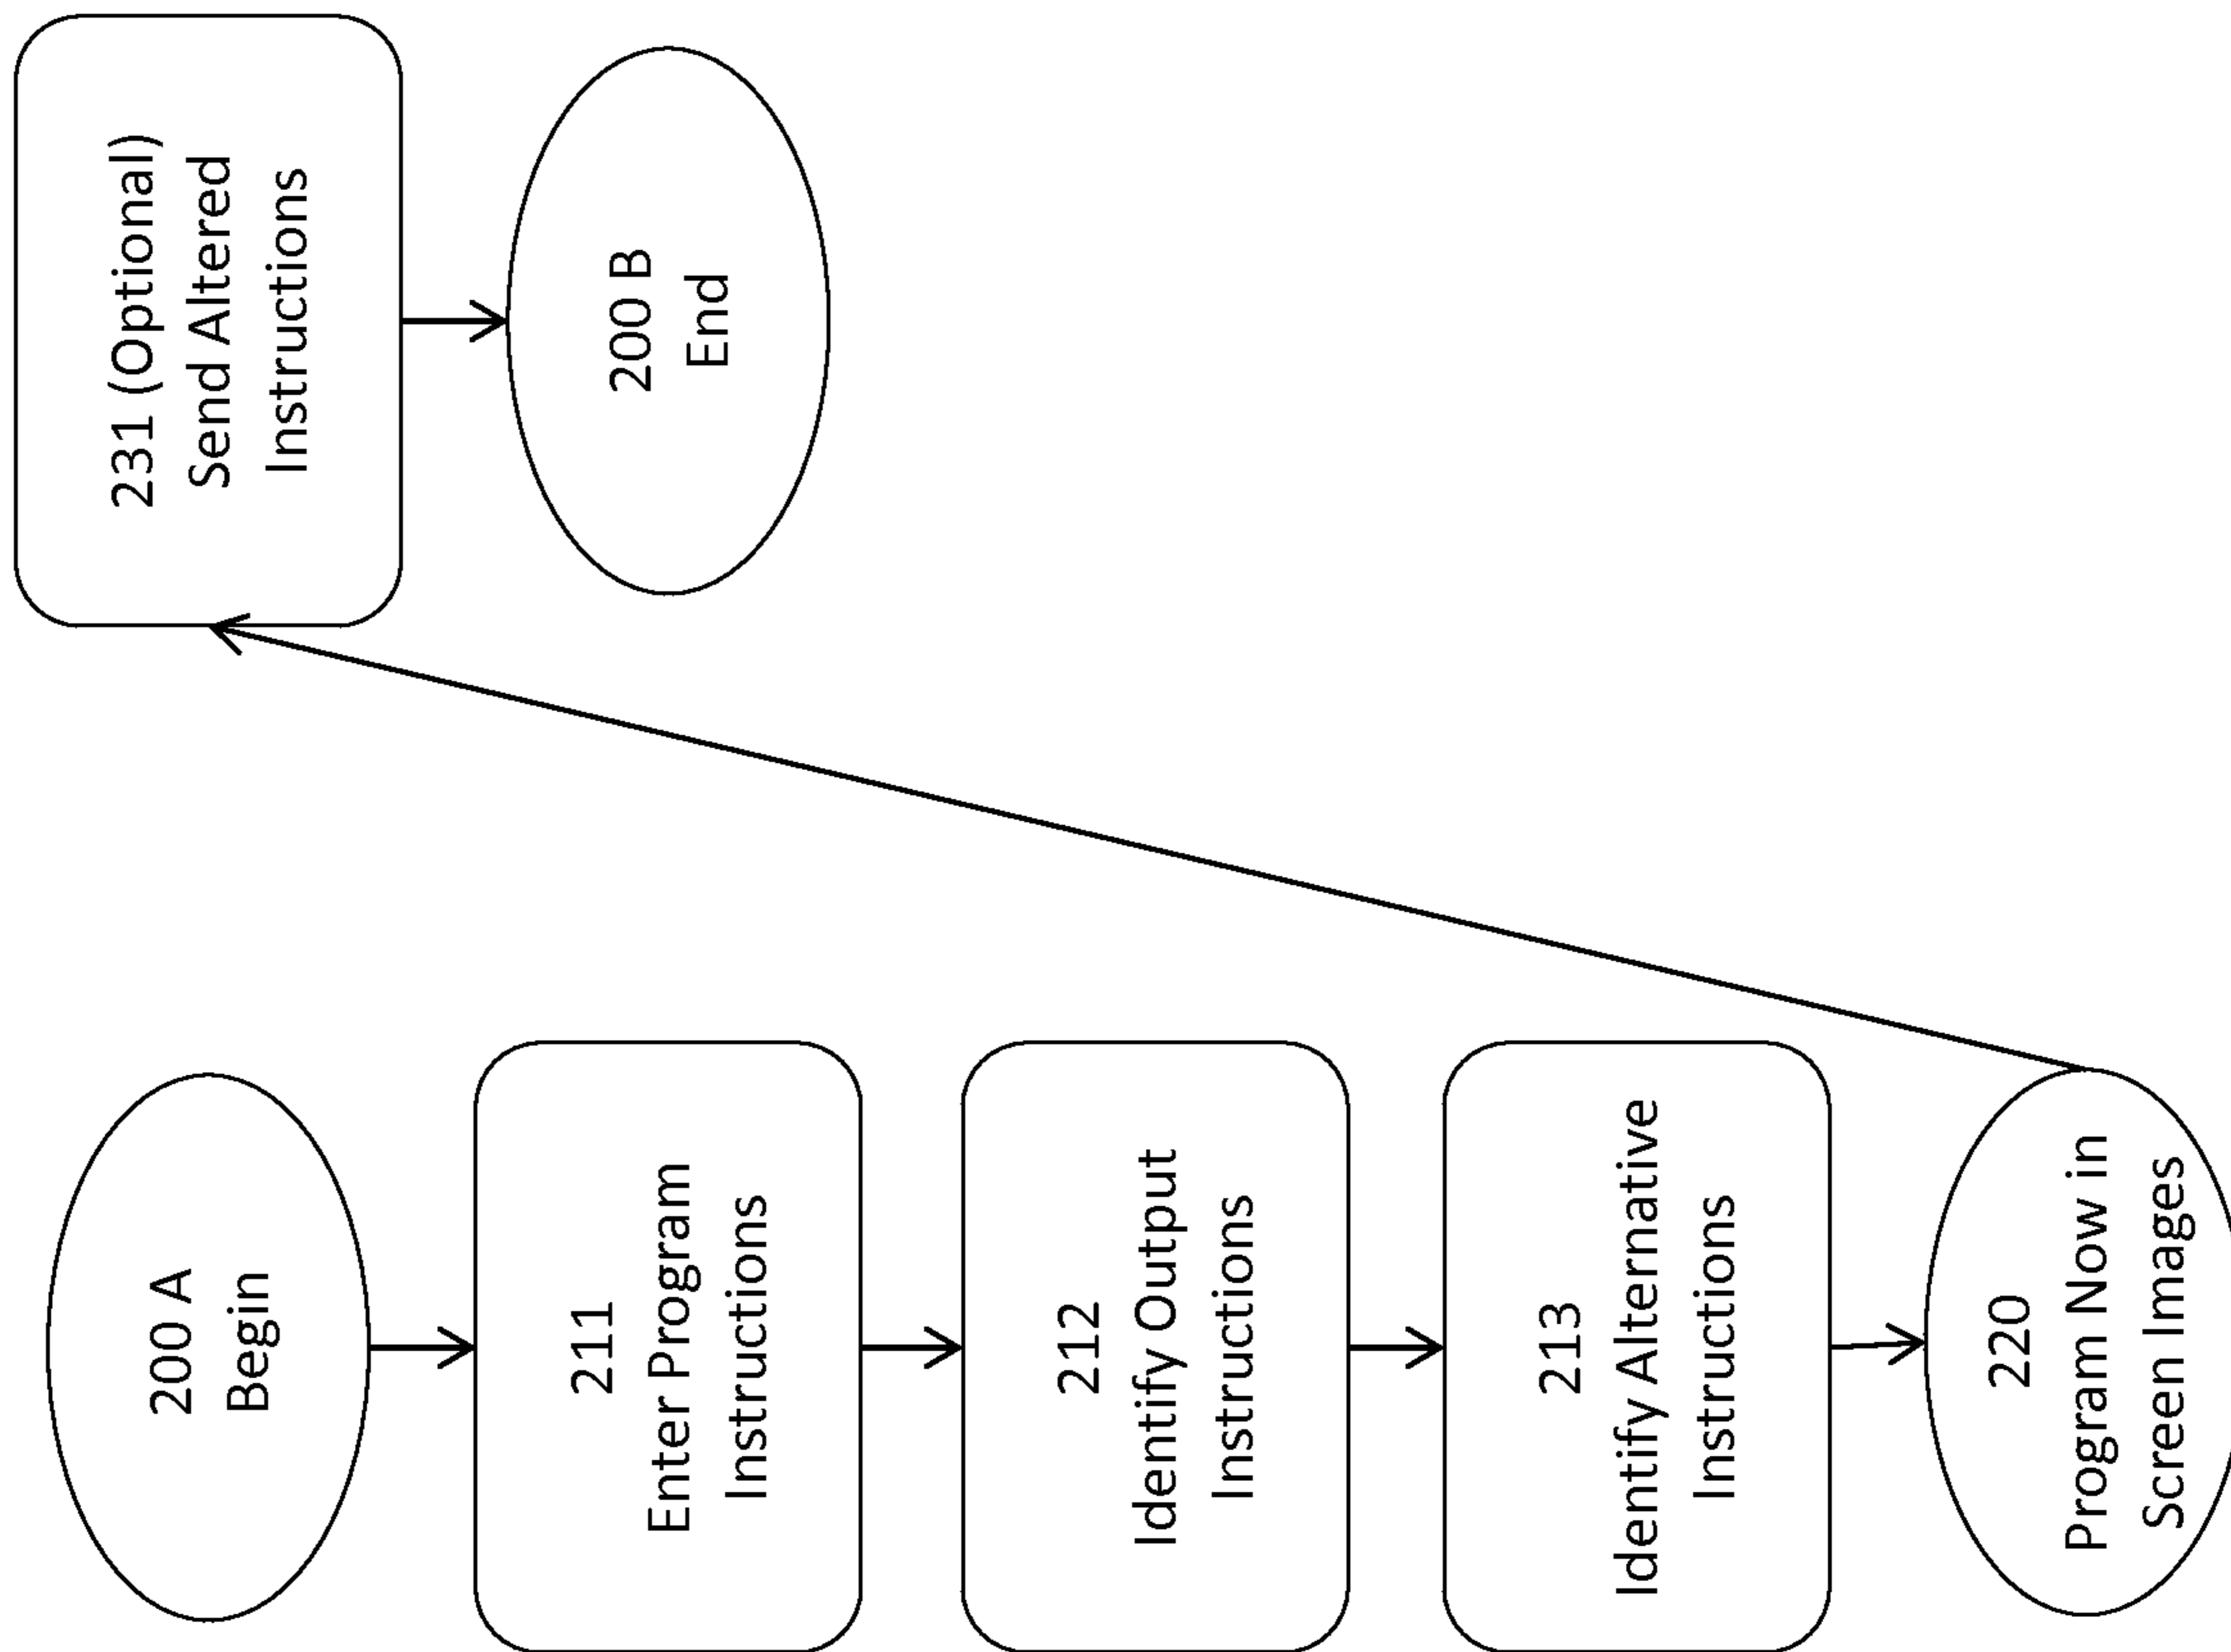 200 A
Begin
211
Enter Program
Instructions
212
Identify Output
Instructions
213
Identify Alternative
Instructions
220
Program Now in
Screen Images
231 (Optional)
Send Altered
Instructions
200 B
End